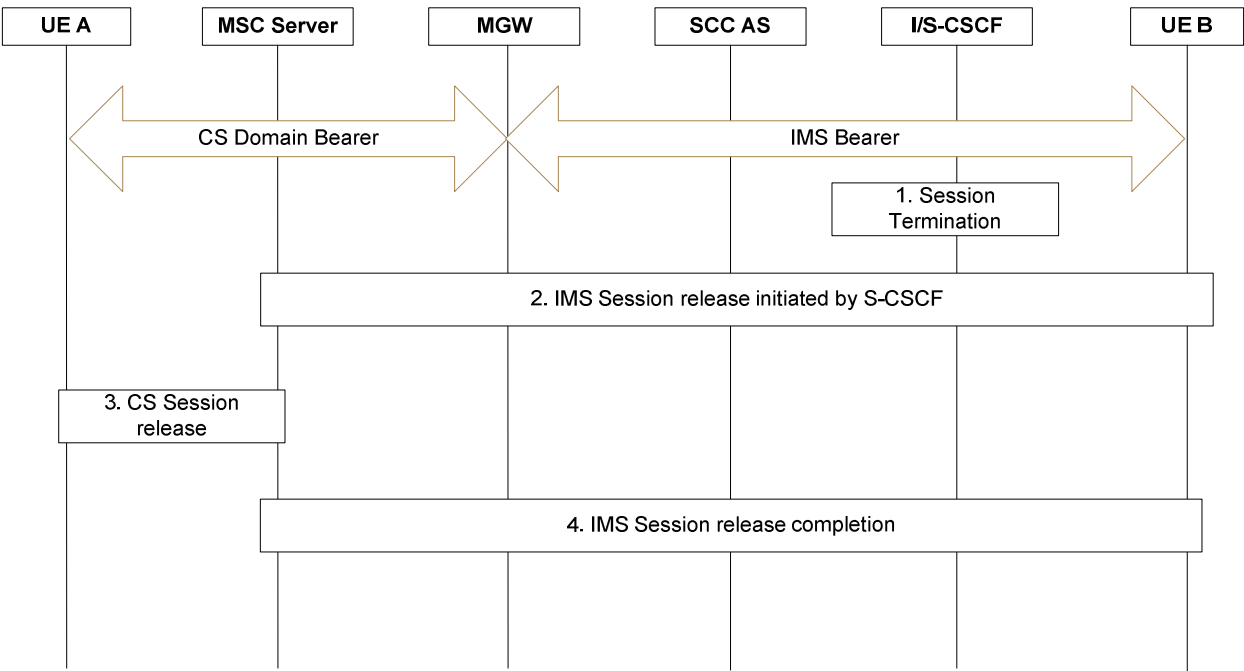 UE A
MSC Server
MGW
SCC AS
I/S-CSCF
UE B
CS Domain Bearer
IMS Bearer
1. Session
Termination
2. IMS Session release initiated by S-CSCF
3. CS Session
release
4. IMS Session release completion